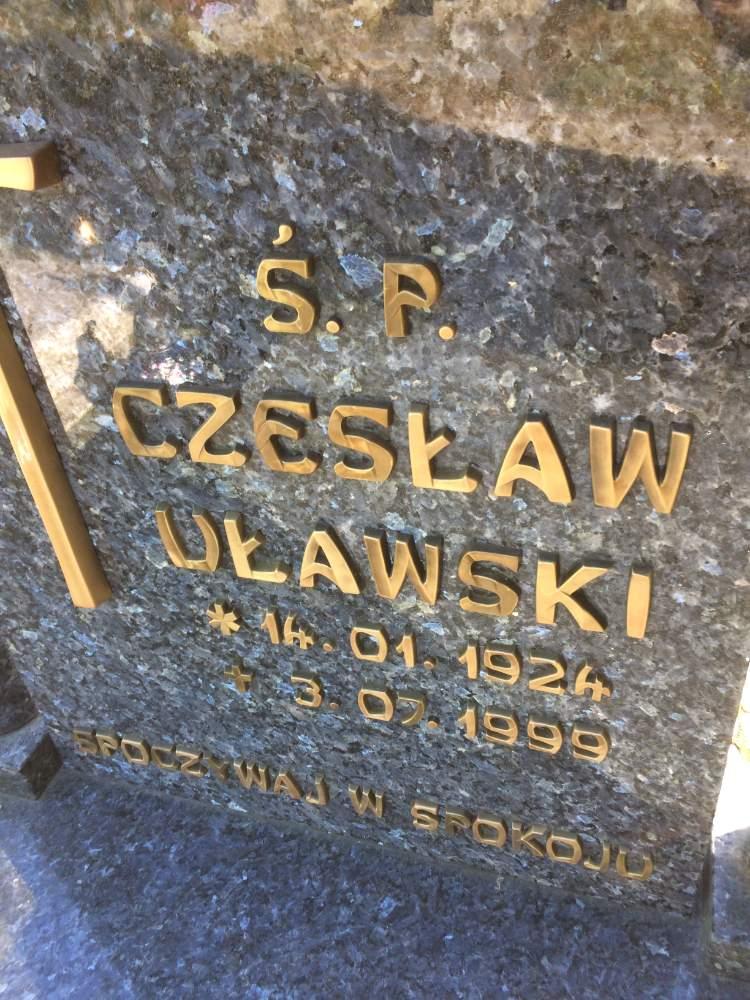 Ś. P.
CZESŁAW
UŁAWSKI
* 14. 01. 1924
+ 3. 07. 1999
SPOCZYWAJ W SPOKOJU